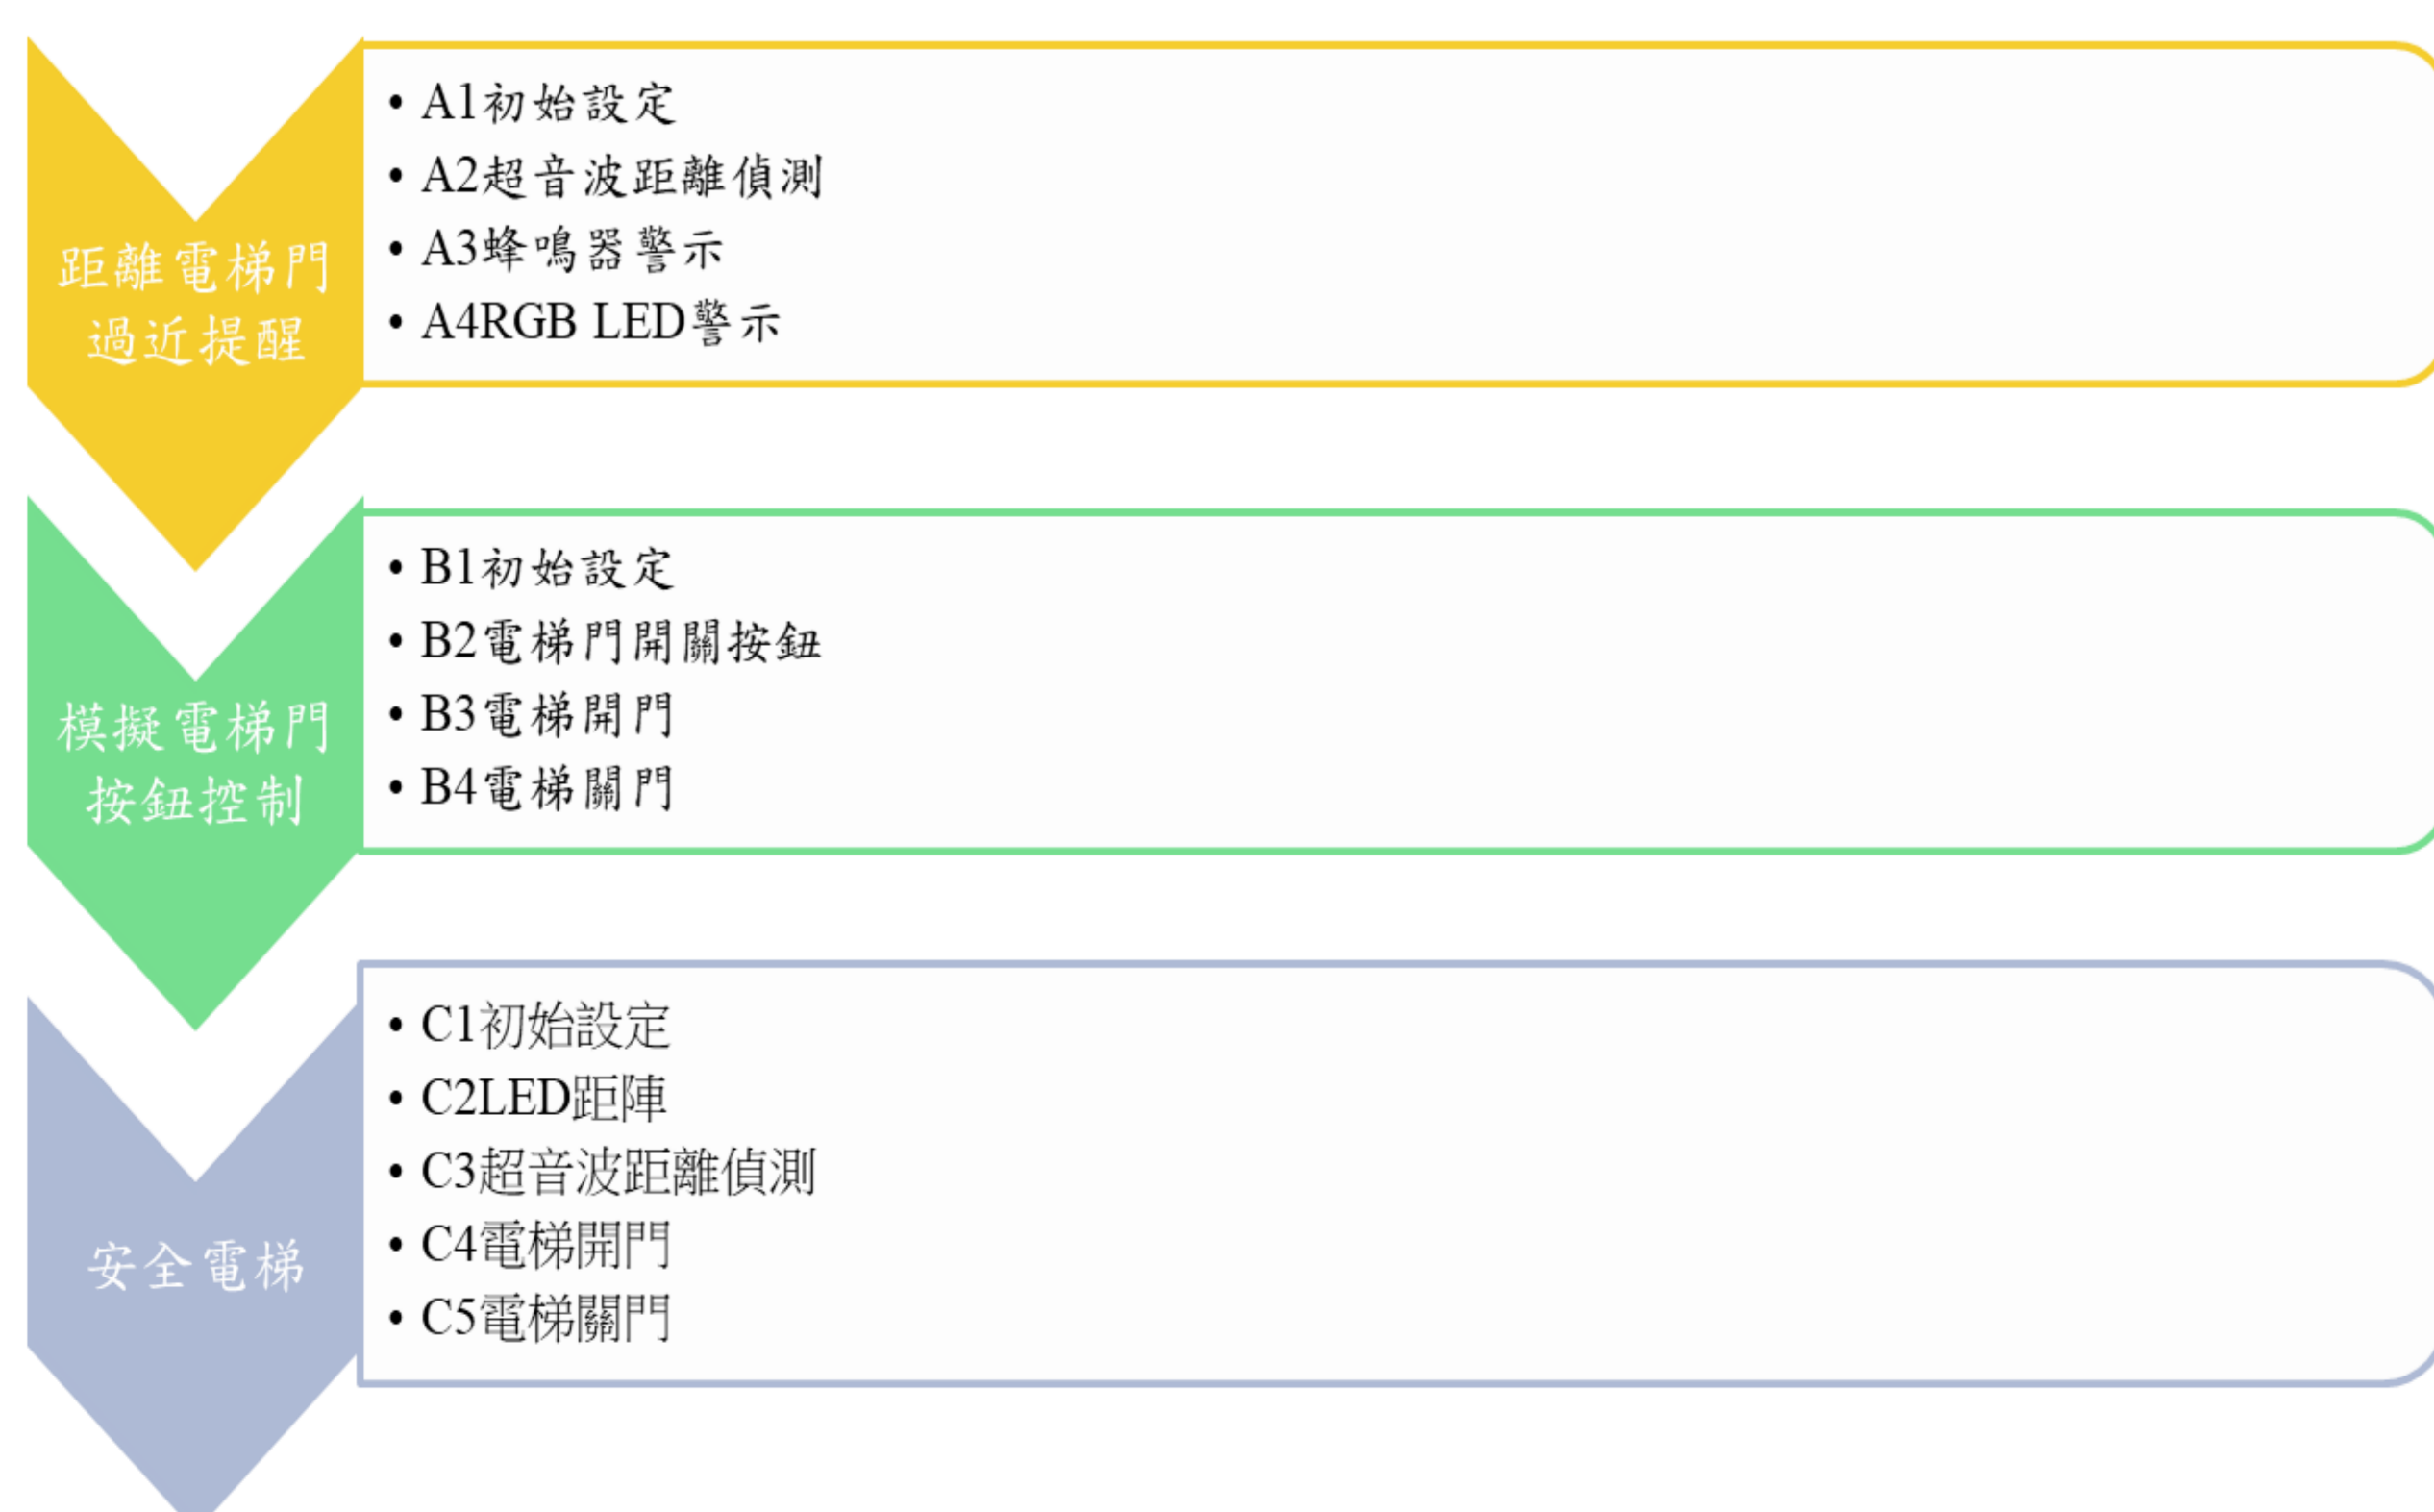 距離電梯門
過近提醒
• A1初始設定
• A2超音波距離偵測
• A3蜂鳴器警示
• A4RGB LED警示
模擬電梯門
按鈕控制
• B1初始設定
• B2電梯門開關按鈕
• B3電梯開門
• B4電梯關門
安全電梯
• C1初始設定
• C2LED距陣
• C3超音波距離偵測
• C4電梯開門
• C5電梯關門